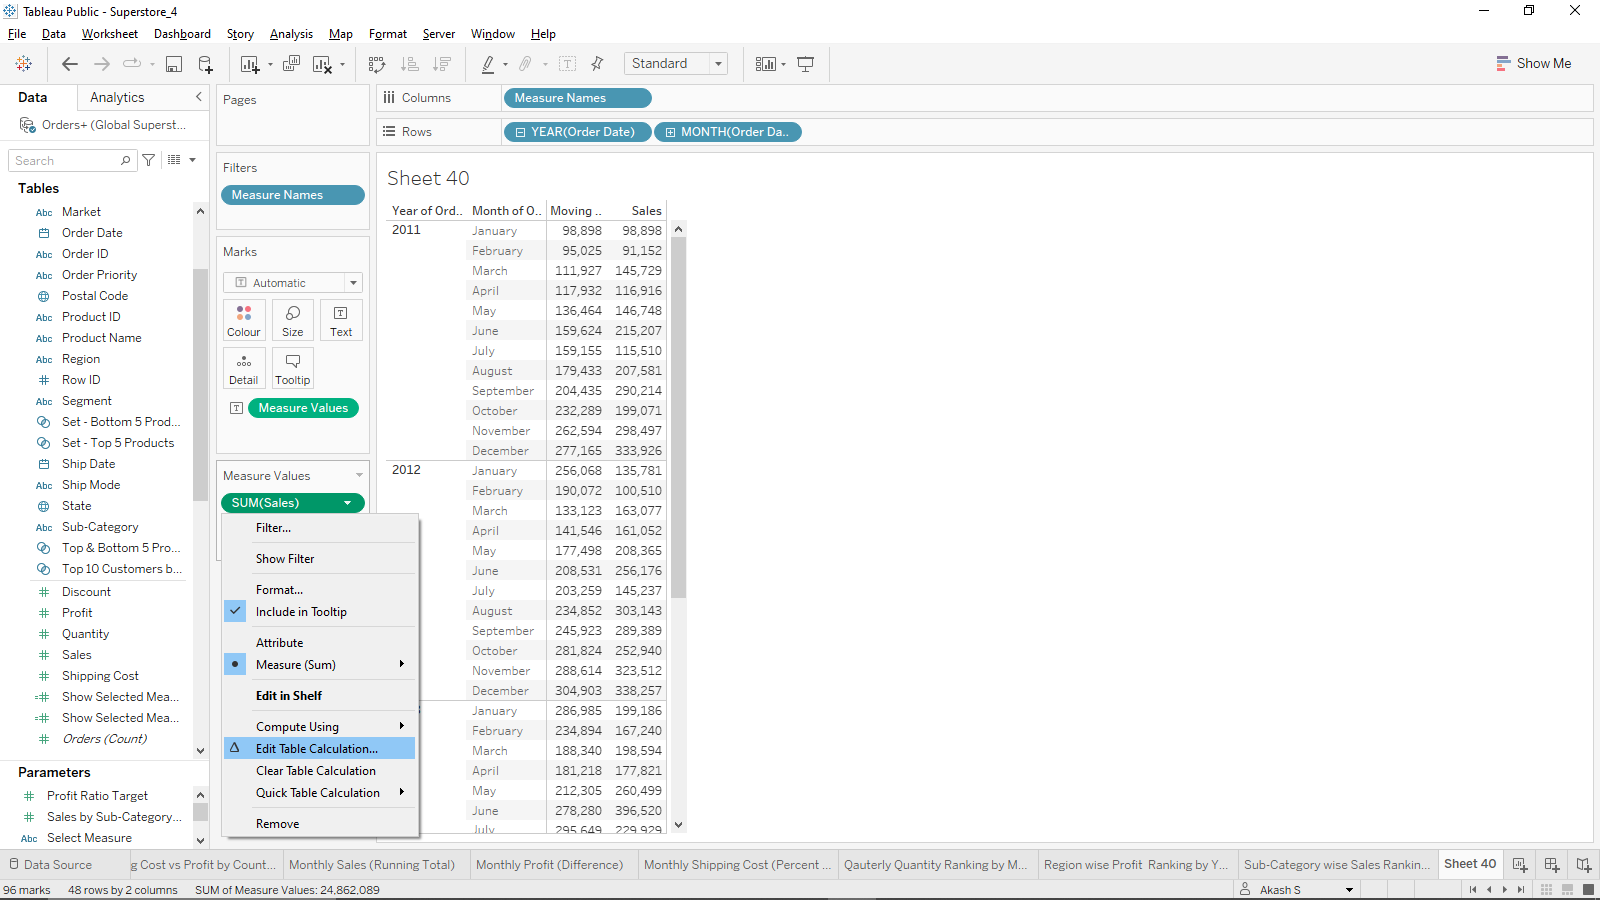 Tableau Public - Superstore_4
File Data Worksheet Dashboard Story Analysis Map Format Server Window Help
Standard
Show Me
Data Analytics
Orders+ (Global Superst...
Search
Tables
Abc Market
Order Date
Abc Order ID
Abc Order Priority
Postal Code
Abc Product ID
Abc Product Name
Abc Region
Row ID
Abc Segment
Set - Bottom 5 Prod...
Set - Top 5 Products
Ship Date
Abc Ship Mode
State
Abc Sub-Category
Top & Bottom 5 Pro...
Top 10 Customers b...
Discount
Profit
Quantity
Sales
Shipping Cost
Show Selected Mea...
Show Selected Mea...
Orders (Count)
Parameters
Profit Ratio Target
Sales by Sub-Category...
Abc Select Measure
Pages
Filters
Measure Names
Marks
Automatic
Colour Size Text
Detail Tooltip
Measure Values
Measure Values
SUM(Sales)
Filter...
Show Filter
Format...
Include in Tooltip
Attribute
Measure (Sum)
Edit in Shelf
Compute Using
Edit Table Calculation...
Clear Table Calculation
Quick Table Calculation
Remove
Columns Measure Names
Rows YEAR(Order Date) MONTH(Order Da..
Sheet 40
Year of Ord.. Month of O.. Moving .. Sales
2011 January 98,898 98,898
February 95,025 91,152
March 111,927 145,729
April 117,932 116,916
May 136,464 146,748
June 159,624 215,207
July 159,155 115,510
August 179,433 207,581
September 204,435 290,214
October 232,289 199,071
November 262,594 298,497
December 277,165 333,926
2012 January 256,068 135,781
February 190,072 100,510
March 133,123 163,077
April 141,546 161,052
May 177,498 208,365
June 208,531 256,176
July 203,259 145,237
August 234,852 303,143
September 245,923 289,389
October 281,824 252,940
November 288,614 323,512
December 304,903 338,257
January 286,985 199,186
February 234,894 167,240
March 188,340 198,594
April 181,218 177,821
May 212,305 260,499
June 278,280 396,520
July 295,649 229,929
Data Source g Cost vs Profit by Count... Monthly Sales (Running Total) Monthly Profit (Difference) Monthly Shipping Cost (Percent ... Qauterly Quantity Ranking by M... Region wise Profit Ranking by Y... Sub-Category wise Sales Rankin... Sheet 40
96 marks 48 rows by 2 columns SUM of Measure Values: 24,862,089 Akash S